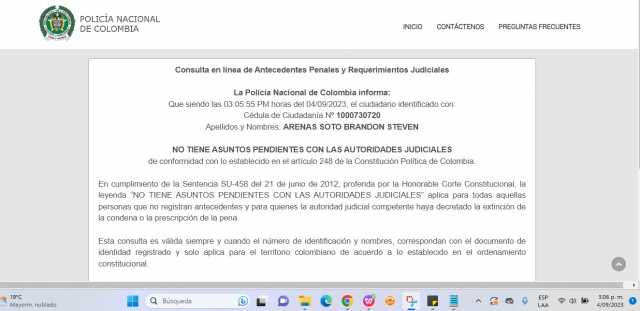 POLICÍA NACIONAL
DE COLOMBIA
INICIO CONTÁCTENOS PREGUNTAS FRECUENTES
Consulta en línea de Antecedentes Penales y Requerimientos Judiciales
La Policía Nacional de Colombia informa:
Que siendo las 03:05:55 PM horas del 04/09/2023, el ciudadano identificado con:
Cédula de Ciudadanía Nº 1000730720
Apellidos y Nombres: ARENAS SOTO BRANDON STEVEN
NO TIENE ASUNTOS PENDIENTES CON LAS AUTORIDADES JUDICIALES
de conformidad con lo establecido en el artículo 248 de la Constitución Política de Colombia.
En cumplimiento de la Sentencia SU-458 del 21 de junio de 2012, proferida por la Honorable Corte Constitucional, la
leyenda "NO TIENE ASUNTOS PENDIENTES CON LAS AUTORIDADES JUDICIALES" aplica para todas aquellas
personas que no registran antecedentes y para quienes la autoridad judicial competente haya decretado la extinción de
la condena o la prescripción de la pena.
Esta consulta es válida siempre y cuando el número de identificación y nombres, correspondan con el documento de
identidad registrado y solo aplica para el territorio colombiano de acuerdo a lo establecido en el ordenamiento
constitucional.
18°C
Mayorm. nublado
Búsqueda
ESP
LAA
3:06 p. m.
4/09/2023